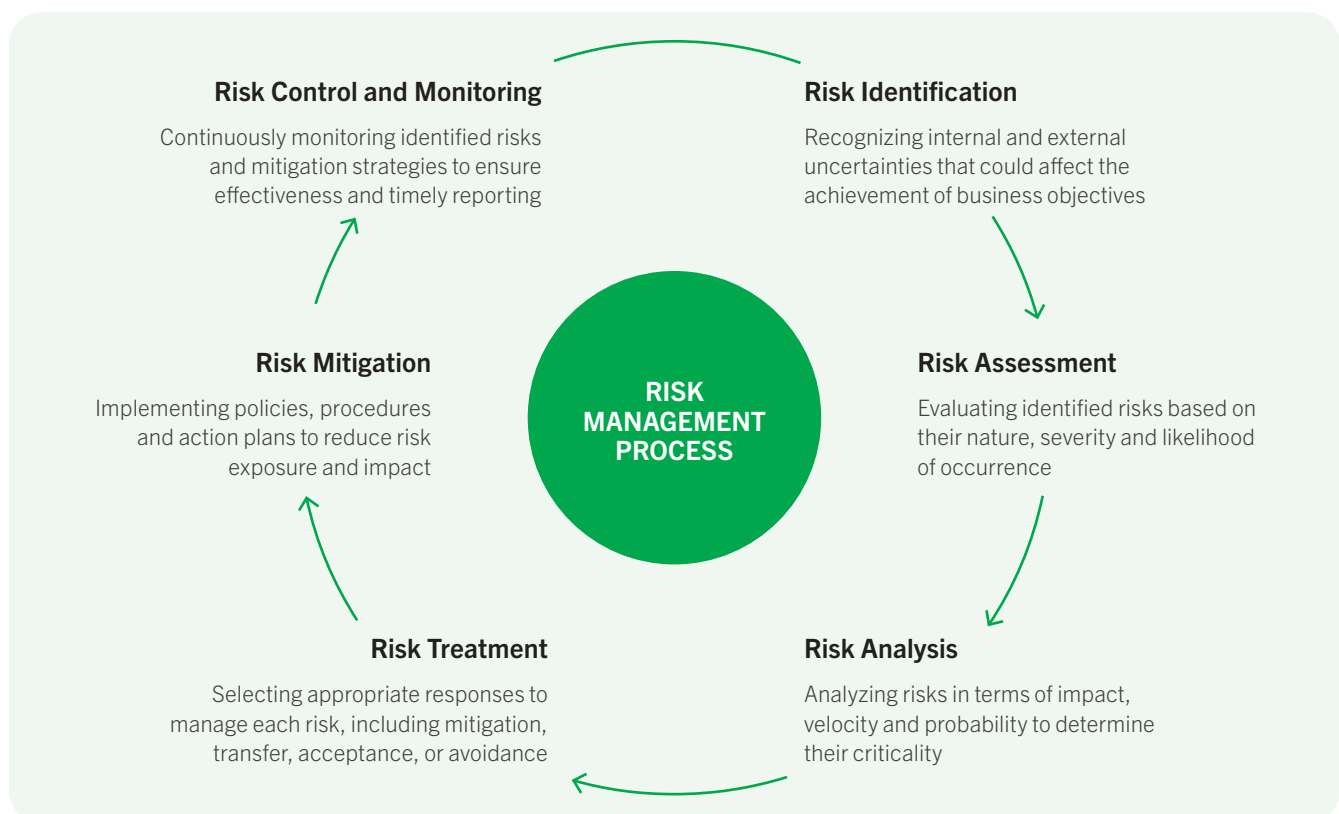 Risk Control and Monitoring
Continuously monitoring identified risks
and mitigation strategies to ensure
effectiveness and timely reporting
Risk Identification
Recognizing internal and external
uncertainties that could affect the
achievement of business objectives
Risk Mitigation
Implementing policies, procedures
and action plans to reduce risk
exposure and impact
RISK
MANAGEMENT
PROCESS
Risk Assessment
Evaluating identified risks based on
their nature, severity and likelihood
of occurrence
Risk Treatment
Selecting appropriate responses to
manage each risk, including mitigation,
transfer, acceptance, or avoidance
Risk Analysis
Analyzing risks in terms of impact,
velocity and probability to determine
their criticality